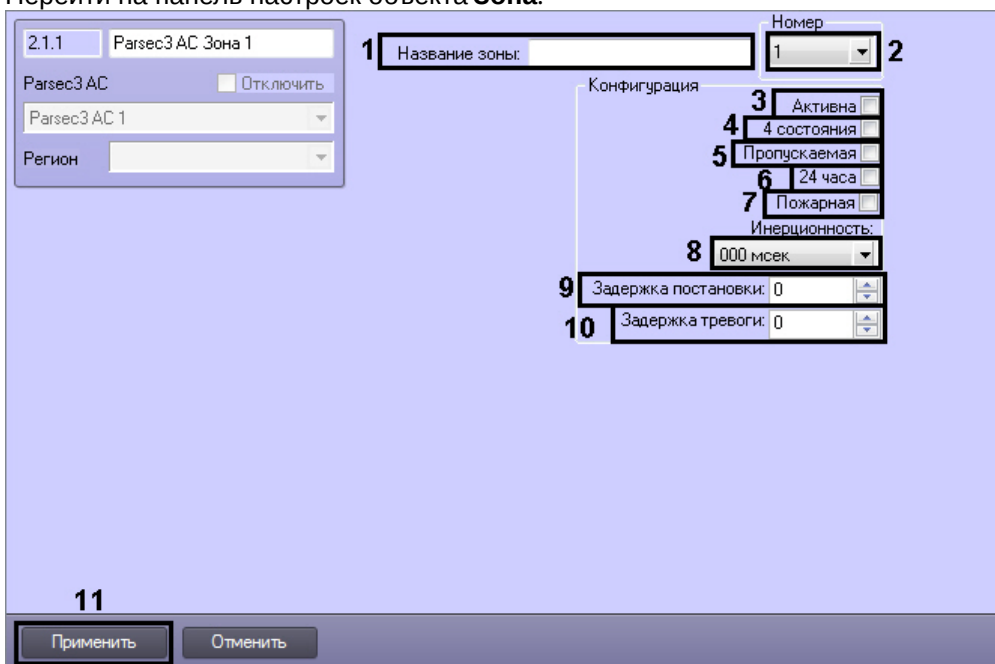 Перейти на панель настроек объекта Зона.
2.1.1 Parsec3 AC Зона 1
Parsec3 AC Отключить
Parsec3 AC 1
Регион
1 Название зоны:
Номер
1 2
Конфигурация
3 Активна
4 4 состояния
5 Пропускаемая
6 24 часа
7 Пожарная
Инерционность:
8 000 мсек
9 Задержка постановки: 0
10 Задержка тревоги: 0
11
Применить Отменить